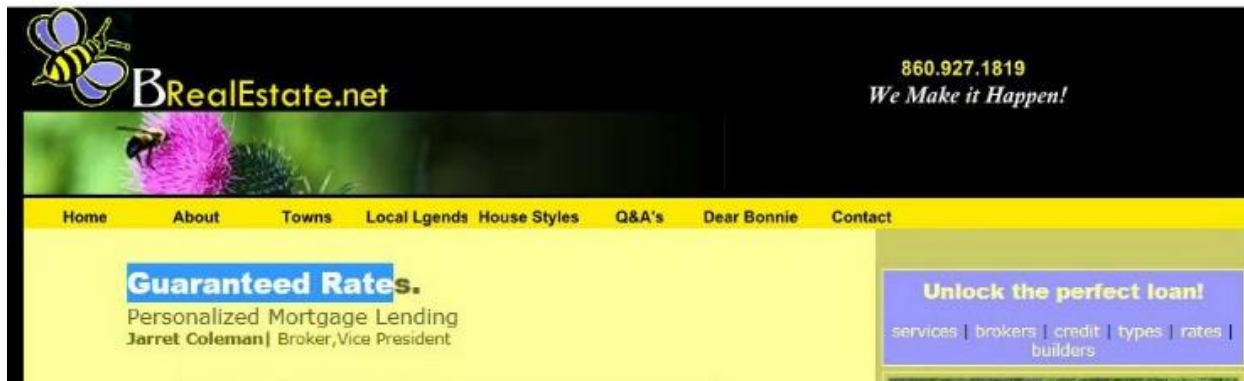 BRealEstate.net
860.927.1819
We Make it Happen!
Home About Towns Local Lgends House Styles Q&A's Dear Bonnie Contact
Guaranteed Rates.
Personalized Mortgage Lending
Jarret Coleman| Broker,Vice President
Unlock the perfect loan!
services | brokers | credit | types | rates |
builders